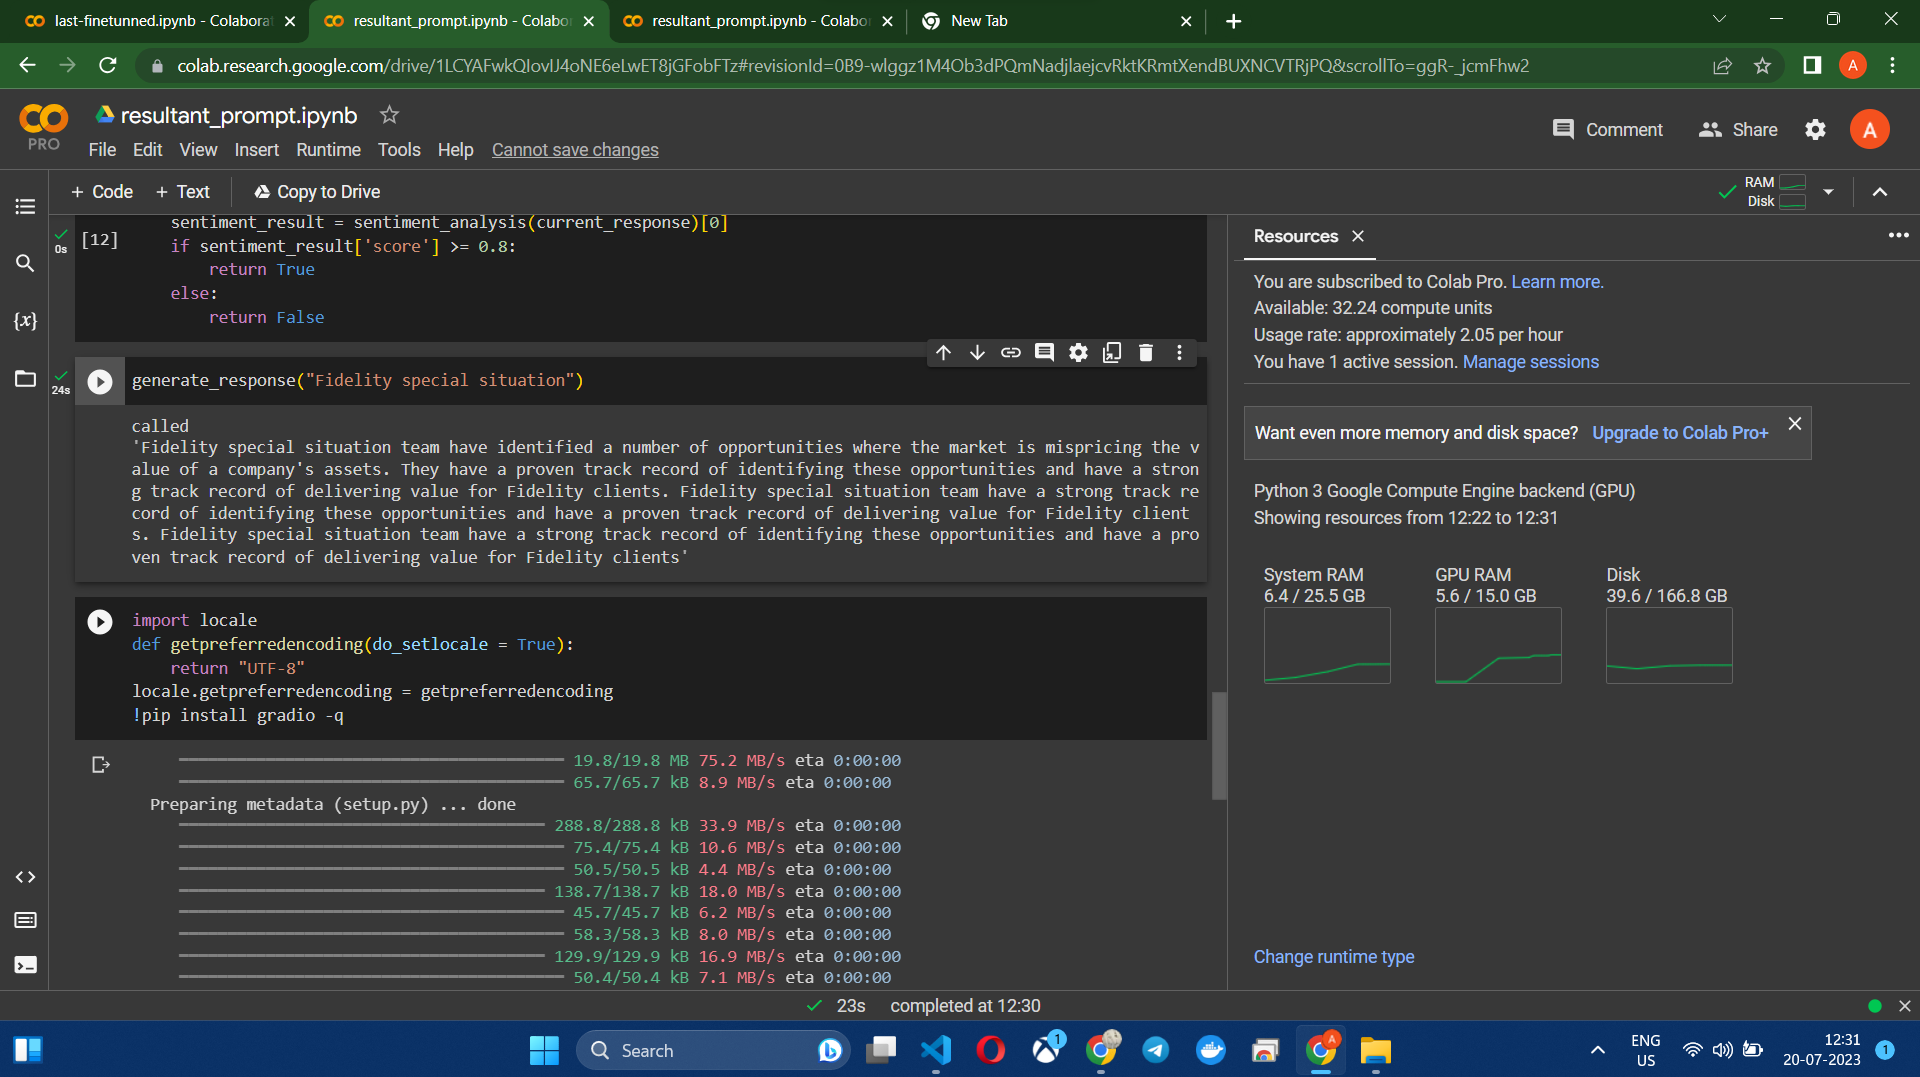 last-finetunned.ipynb - Colaborat
resultant_prompt.ipynb - Colabo
resultant_prompt.ipynb - Colabo
New Tab
colab.research.google.com/drive/1LCYAFwkQIovIJ4oNE6eLwET8jGFobFTz#revisionId=0B9-wlggz1M4Ob3dPQmNadjlaejcvRktKRmtXendBUXNCVTRjPQ&scrollTo=ggR-_jcmFhw2
A
PRO
resultant_prompt.ipynb
File Edit View Insert Runtime Tools Help Cannot save changes
Comment
Share
A
+ Code + Text
Copy to Drive
RAM
Disk
0s
[12]
sentiment_result = sentiment_analysis(current_response)[0]
if sentiment_result['score'] >= 0.8:
return True
else:
return False
24s
generate_response("Fidelity special situation")
called
'Fidelity special situation team have identified a number of opportunities where the market is mispricing the v
alue of a company's assets. They have a proven track record of identifying these opportunities and have a stron
g track record of delivering value for Fidelity clients. Fidelity special situation team have a strong track re
cord of identifying these opportunities and have a proven track record of delivering value for Fidelity client
s. Fidelity special situation team have a strong track record of identifying these opportunities and have a pro
ven track record of delivering value for Fidelity clients'
import locale
def getpreferredencoding(do_setlocale = True):
return "UTF-8"
locale.getpreferredencoding = getpreferredencoding
!pip install gradio -q
19.8/19.8 MB 75.2 MB/s eta 0:00:00
65.7/65.7 kB 8.9 MB/s eta 0:00:00
Preparing metadata (setup.py) ... done
288.8/288.8 kB 33.9 MB/s eta 0:00:00
75.4/75.4 kB 10.6 MB/s eta 0:00:00
50.5/50.5 kB 4.4 MB/s eta 0:00:00
138.7/138.7 kB 18.0 MB/s eta 0:00:00
45.7/45.7 kB 6.2 MB/s eta 0:00:00
58.3/58.3 kB 8.0 MB/s eta 0:00:00
129.9/129.9 kB 16.9 MB/s eta 0:00:00
50.4/50.4 kB 7.1 MB/s eta 0:00:00
Resources
You are subscribed to Colab Pro. Learn more.
Available: 32.24 compute units
Usage rate: approximately 2.05 per hour
You have 1 active session. Manage sessions
Want even more memory and disk space? Upgrade to Colab Pro+
Python 3 Google Compute Engine backend (GPU)
Showing resources from 12:22 to 12:31
System RAM
6.4 / 25.5 GB
GPU RAM
5.6 / 15.0 GB
Disk
39.6 / 166.8 GB
Change runtime type
23s completed at 12:30
Search
1
A
ENG
US
12:31
20-07-2023
1